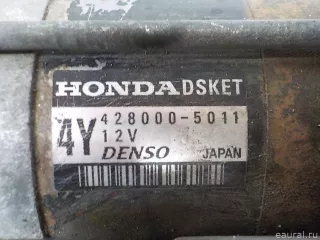 HONDA DSKET
4Y 428000-5011
12V
DENSO JAPAN
eaural.ru